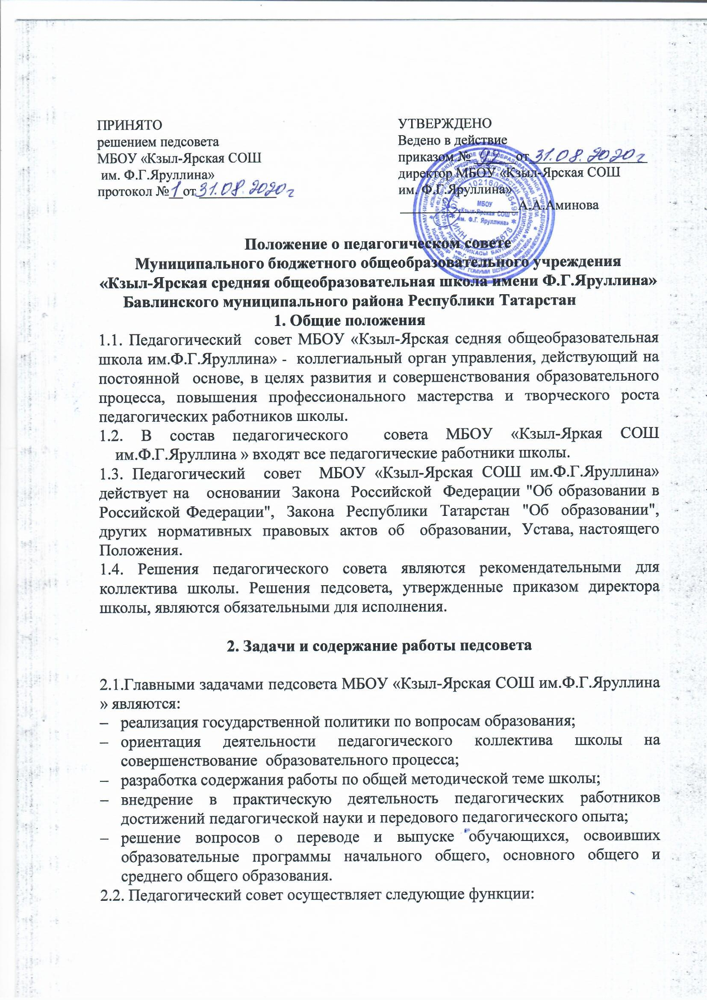 ПРИНЯТО
решением педсовета
МБОУ «Кзыл-Ярская СОШ
им. Ф.Г.Яруллина»
протокол № 1 от 31.08.2020 г
УТВЕРЖДЕНО
Ведено в действие
приказом № 42 от 31.08.2020 г
директор МБОУ «Кзыл-Ярская СОШ
им. Ф.Г.Яруллина»
А.А.Аминова
МБОУ
«Кзыл-Ярская СОШ
им. Ф.Г. Яруллина»
Положение о педагогическом совете
Муниципального бюджетного общеобразовательного учреждения
«Кзыл-Ярская средняя общеобразовательная школа имени Ф.Г.Яруллина»
Бавлинского муниципального района Республики Татарстан
1. Общие положения
1.1. Педагогический совет МБОУ «Кзыл-Ярская седняя общеобразовательная
школа им.Ф.Г.Яруллина» - коллегиальный орган управления, действующий на
постоянной основе, в целях развития и совершенствования образовательного
процесса, повышения профессионального мастерства и творческого роста
педагогических работников школы.
1.2. В состав педагогического совета МБОУ «Кзыл-Яркая СОШ
им.Ф.Г.Яруллина » входят все педагогические работники школы.
1.3. Педагогический совет МБОУ «Кзыл-Ярская СОШ им.Ф.Г.Яруллина»
действует на основании Закона Российской Федерации "Об образовании в
Российской Федерации", Закона Республики Татарстан "Об образовании",
других нормативных правовых актов об образовании, Устава, настоящего
Положения.
1.4. Решения педагогического совета являются рекомендательными для
коллектива школы. Решения педсовета, утвержденные приказом директора
школы, являются обязательными для исполнения.
2. Задачи и содержание работы педсовета
2.1.Главными задачами педсовета МБОУ «Кзыл-Ярская СОШ им.Ф.Г.Яруллина
» являются:
– реализация государственной политики по вопросам образования;
– ориентация деятельности педагогического коллектива школы на
совершенствование образовательного процесса;
– разработка содержания работы по общей методической теме школы;
– внедрение в практическую деятельность педагогических работников
достижений педагогической науки и передового педагогического опыта;
– решение вопросов о переводе и выпуске обучающихся, освоивших
образовательные программы начального общего, основного общего и
среднего общего образования.
2.2. Педагогический совет осуществляет следующие функции: